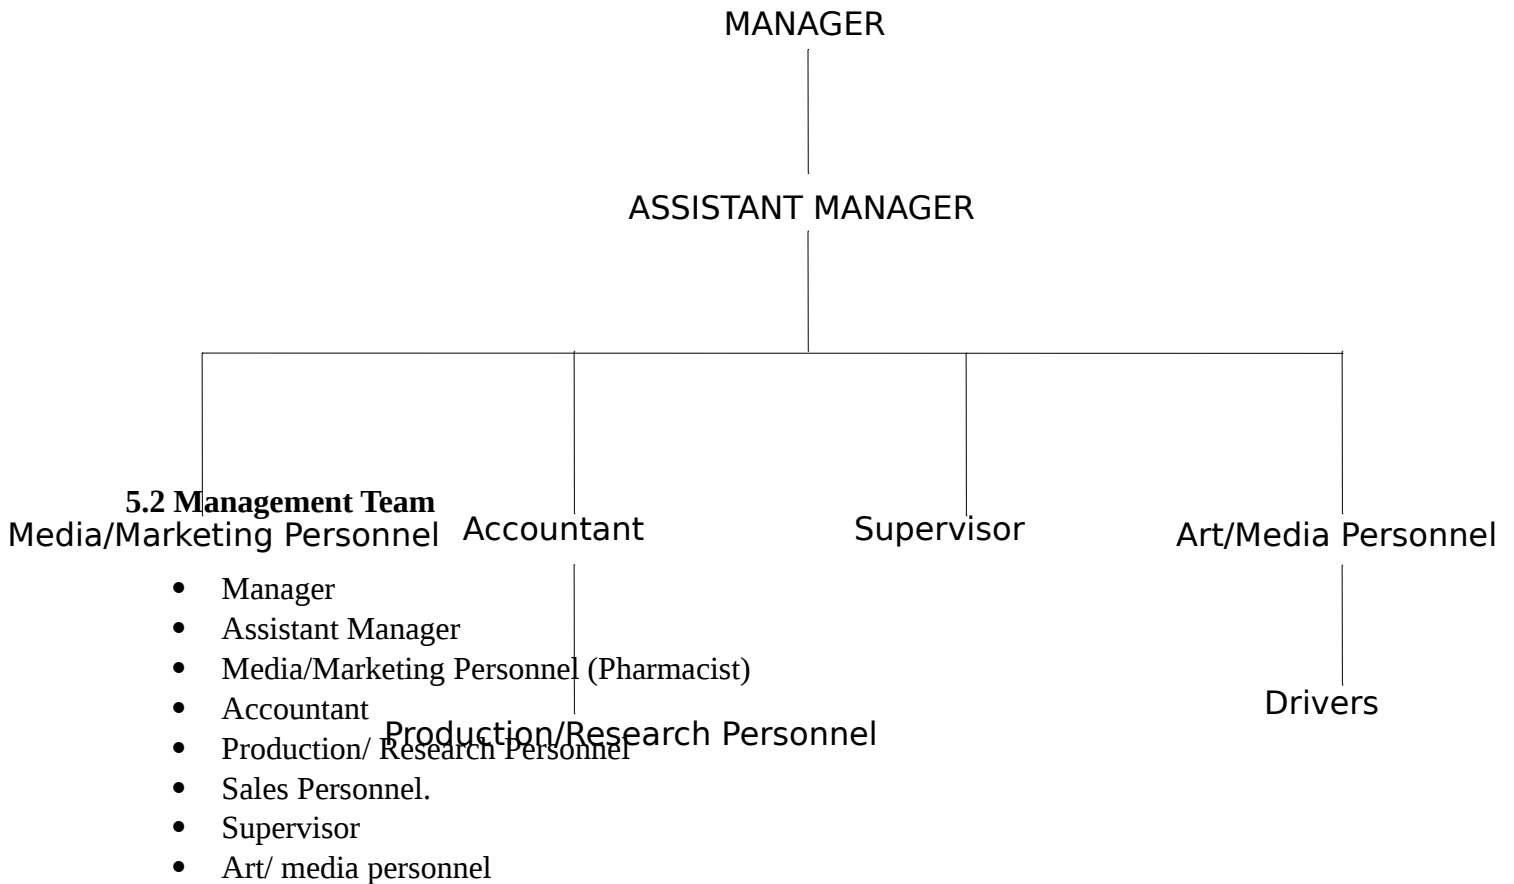 MANAGER
ASSISTANT MANAGER
5.2 Management Team
Media/Marketing Personnel
Accountant
Supervisor
Art/Media Personnel
• Manager
• Assistant Manager
• Media/Marketing Personnel (Pharmacist)
• Accountant
Drivers
Production/Research Personnel
• Production/ Research Personnel
• Sales Personnel.
• Supervisor
• Art/ media personnel